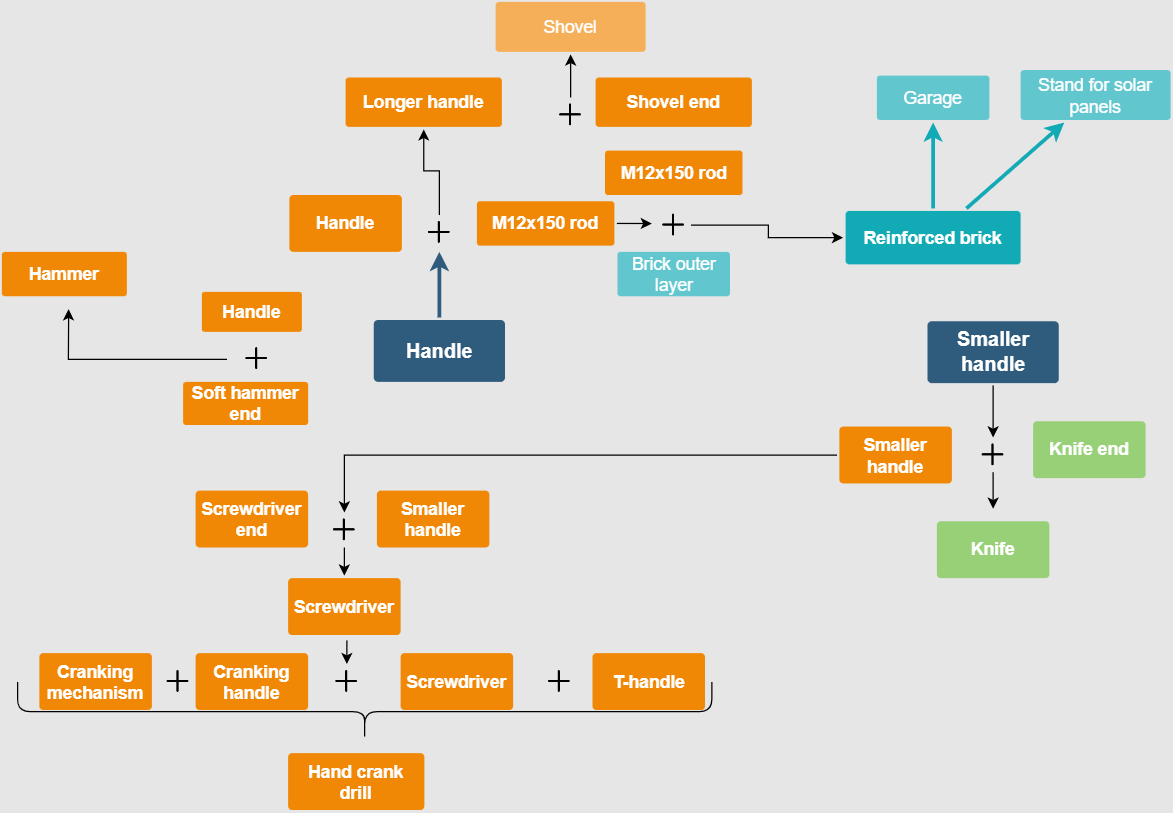 Shovel
Longer handle
Shovel end
Garage
Stand for solar
panels
M12x150 rod
Handle
M12x150 rod
Reinforced brick
Brick outer
layer
Hammer
Handle
Handle
Soft hammer
end
Smaller
handle
Smaller
handle
Knife end
Screwdriver
end
Smaller
handle
Knife
Screwdriver
Cranking
mechanism
Cranking
handle
Screwdriver
T-handle
Hand crank
drill